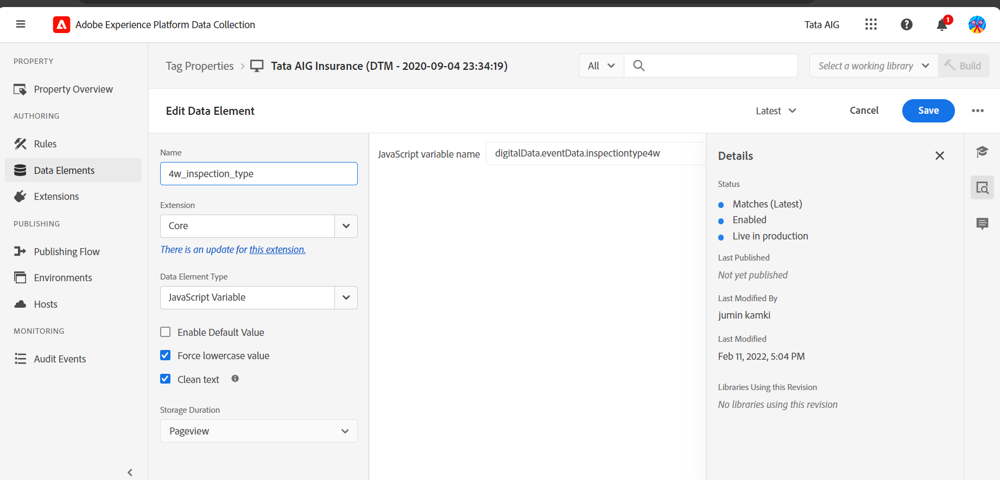 Adobe Experience Platform Data Collection
Tata AIG
1
PROPERTY
Property Overview
AUTHORING
Rules
Data Elements
Extensions
PUBLISHING
Publishing Flow
Environments
Hosts
MONITORING
Audit Events
Tag Properties > Tata AIG Insurance (DTM - 2020-09-04 23:34:19)
All
Select a working library
Build
Edit Data Element
Latest
Cancel
Save
Name
4w_inspection_type
Extension
Core
There is an update for this extension.
Data Element Type
JavaScript Variable
Enable Default Value
Force lowercase value
Clean text
Storage Duration
Pageview
JavaScript variable name
digitalData.eventData.inspectiontype4w
Details
Status
Matches (Latest)
Enabled
Live in production
Last Published
Not yet published
Last Modified By
jumin kamki
Last Modified
Feb 11, 2022, 5:04 PM
Libraries Using this Revision
No libraries using this revision